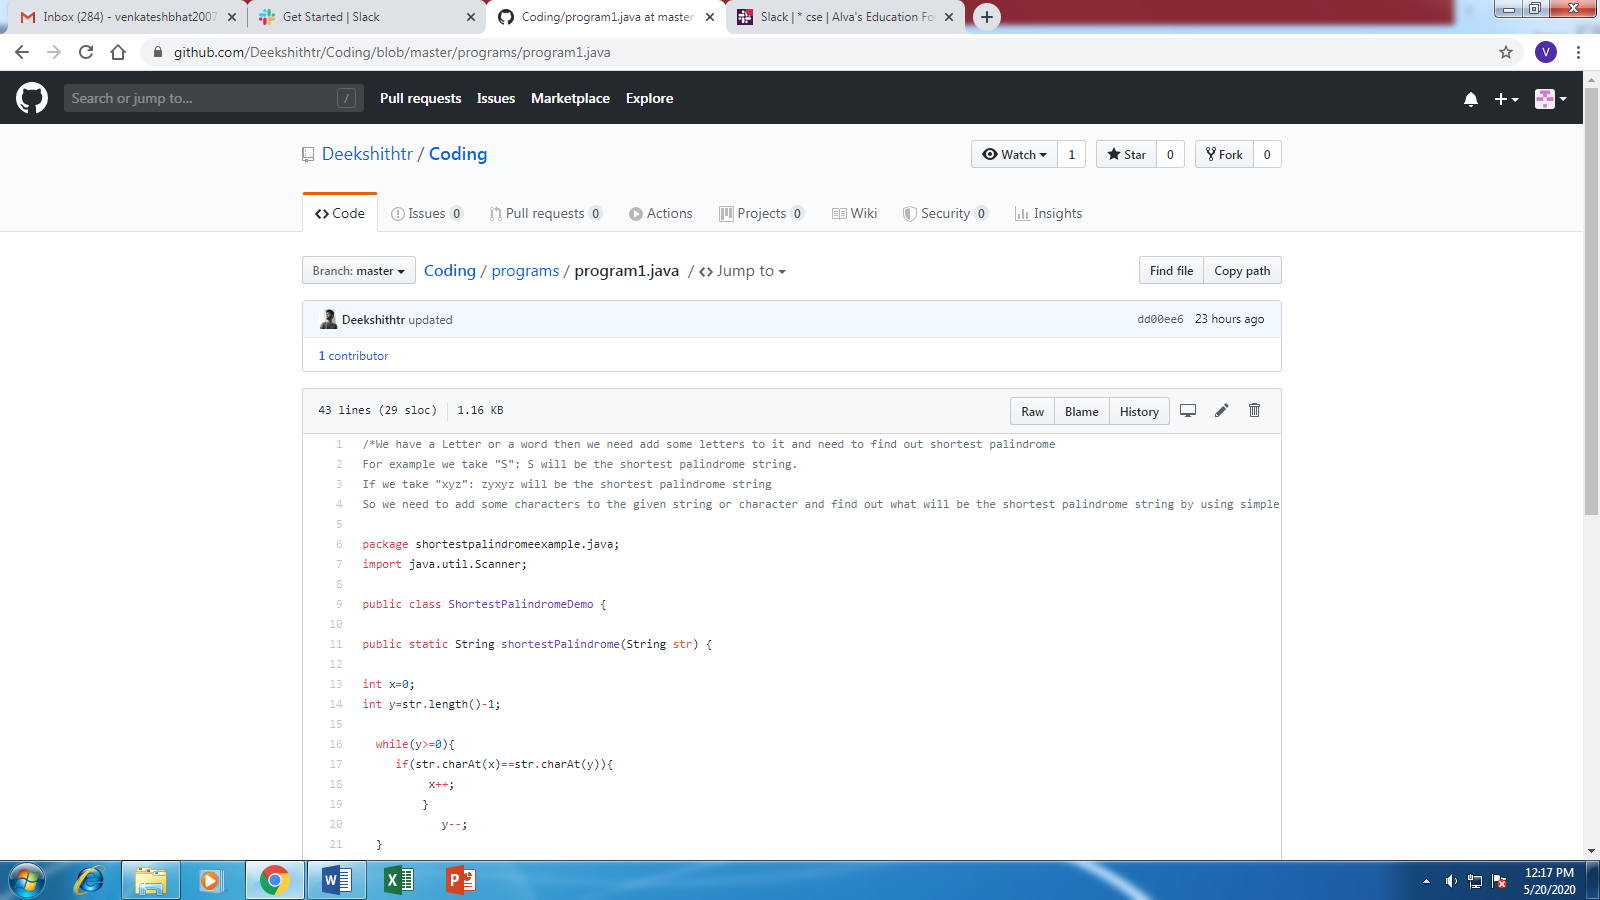 Inbox (284) - venkateshbhat2007
Get Started | Slack
Coding/program1.java at master
Slack | * cse | Alva's Education Fo
github.com/Deekshithtr/Coding/blob/master/programs/program1.java
V
Search or jump to... /
Pull requests Issues Marketplace Explore
Deekshithtr / Coding
Watch 1 Star 0 Fork 0
Code Issues 0 Pull requests 0 Actions Projects 0 Wiki Security 0 Insights
Branch: master Coding / programs / program1.java / Jump to
Find file Copy path
Deekshithtr updated dd00ee6 23 hours ago
1 contributor
43 lines (29 sloc) 1.16 KB Raw Blame History
1 /*We have a Letter or a word then we need add some letters to it and need to find out shortest palindrome
2 For example we take "S": S will be the shortest palindrome string.
3 If we take "xyz": zyxyz will be the shortest palindrome string
4 So we need to add some characters to the given string or character and find out what will be the shortest palindrome string by using simple
5
6 package shortestpalindromeexample.java;
7 import java.util.Scanner;
8
9 public class ShortestPalindromeDemo {
10
11 public static String shortestPalindrome(String str) {
12
13 int x=0;
14 int y=str.length()-1;
15
16 while(y>=0){
17 if(str.charAt(x)==str.charAt(y)){
18 x++;
19 }
20 y--;
21 }
12:17 PM
5/20/2020